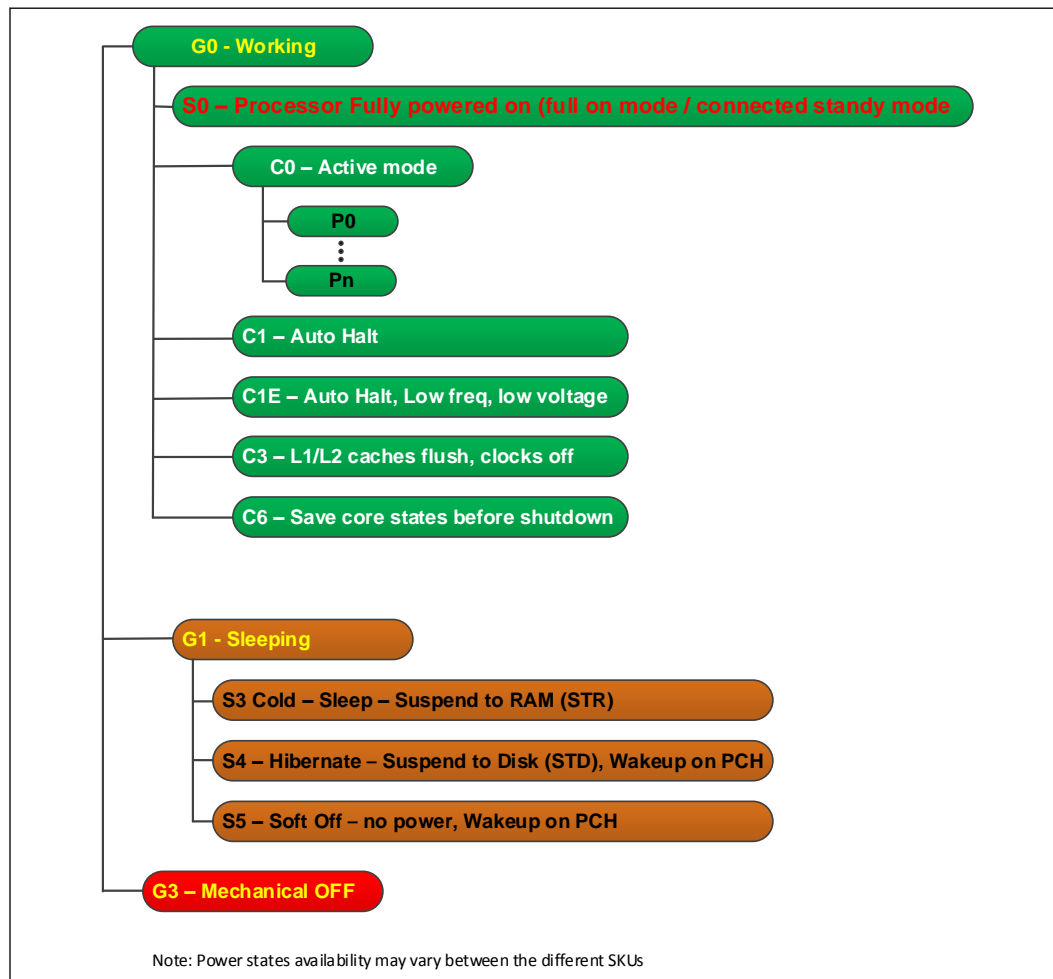 G0 - Working
S0 – Processor Fully powered on (full on mode / connected standy mode
C0 – Active mode
P0
Pn
C1 – Auto Halt
C1E – Auto Halt, Low freq, low voltage
C3 – L1/L2 caches flush, clocks off
C6 – Save core states before shutdown
G1 - Sleeping
S3 Cold – Sleep – Suspend to RAM (STR)
S4 – Hibernate – Suspend to Disk (STD), Wakeup on PCH
S5 – Soft Off – no power, Wakeup on PCH
G3 – Mechanical OFF
Note: Power states availability may vary between the different SKUs